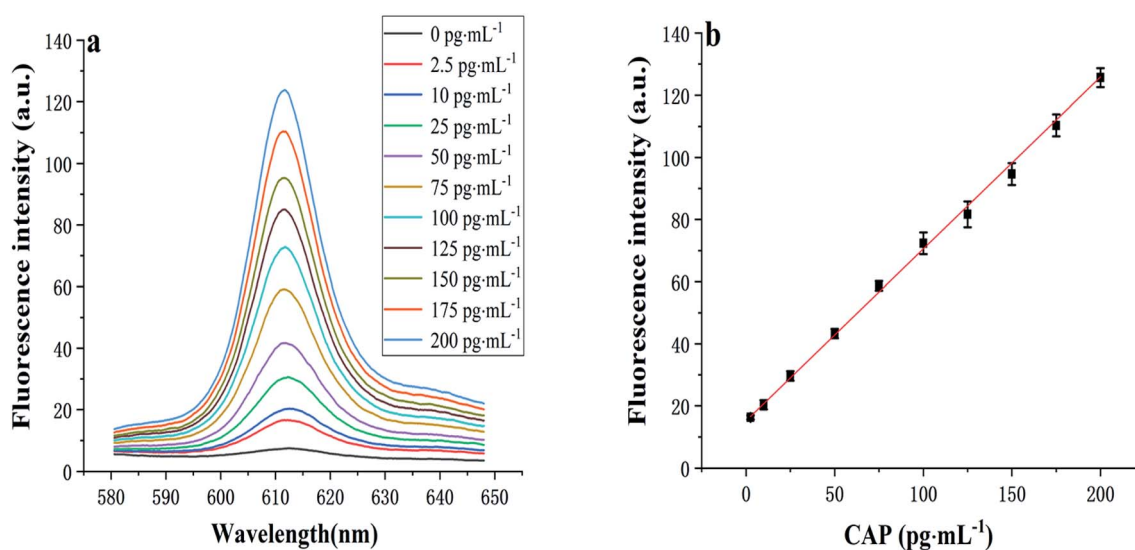 a
Fluorescence intensity (a.u.)
140
120
100
80
60
40
20
0
580
590
600
610
620
630
640
650
Wavelength(nm)
0 pg·mL⁻¹
2.5 pg·mL⁻¹
10 pg·mL⁻¹
25 pg·mL⁻¹
50 pg·mL⁻¹
75 pg·mL⁻¹
100 pg·mL⁻¹
125 pg·mL⁻¹
150 pg·mL⁻¹
175 pg·mL⁻¹
200 pg·mL⁻¹
b
Fluorescence intensity (a.u.)
140
120
100
80
60
40
20
0
0
50
100
150
200
CAP (pg·mL⁻¹)